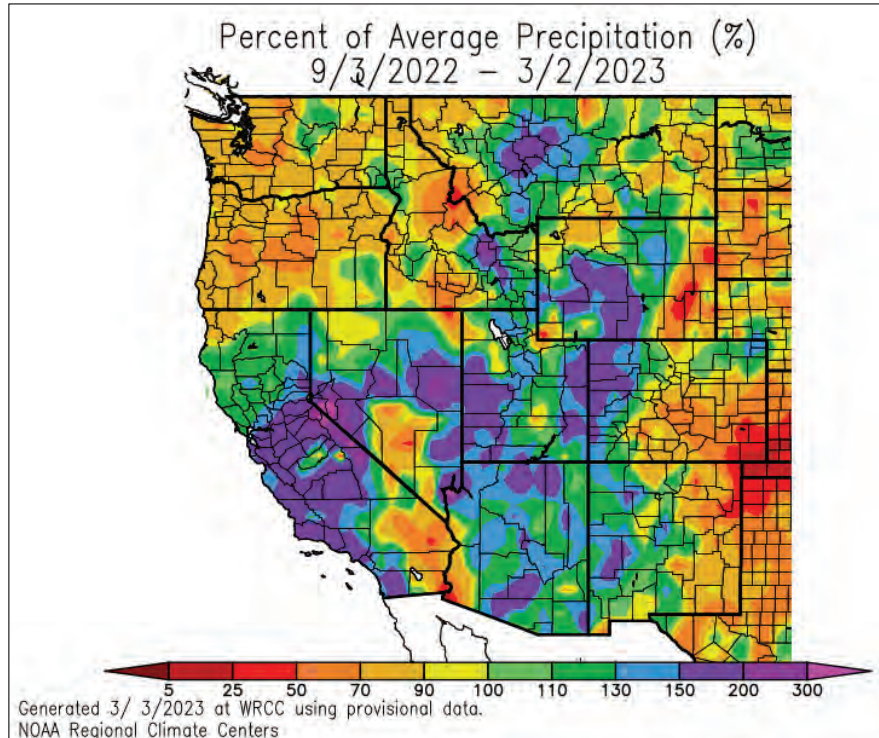 Percent of Average Precipitation (%)
9/3/2022 – 3/2/2023
5 25 50 70 90 100 110 130 150 200 300
Generated 3/ 3/2023 at WRCC using provisional data.
NOAA Regional Climate Centers